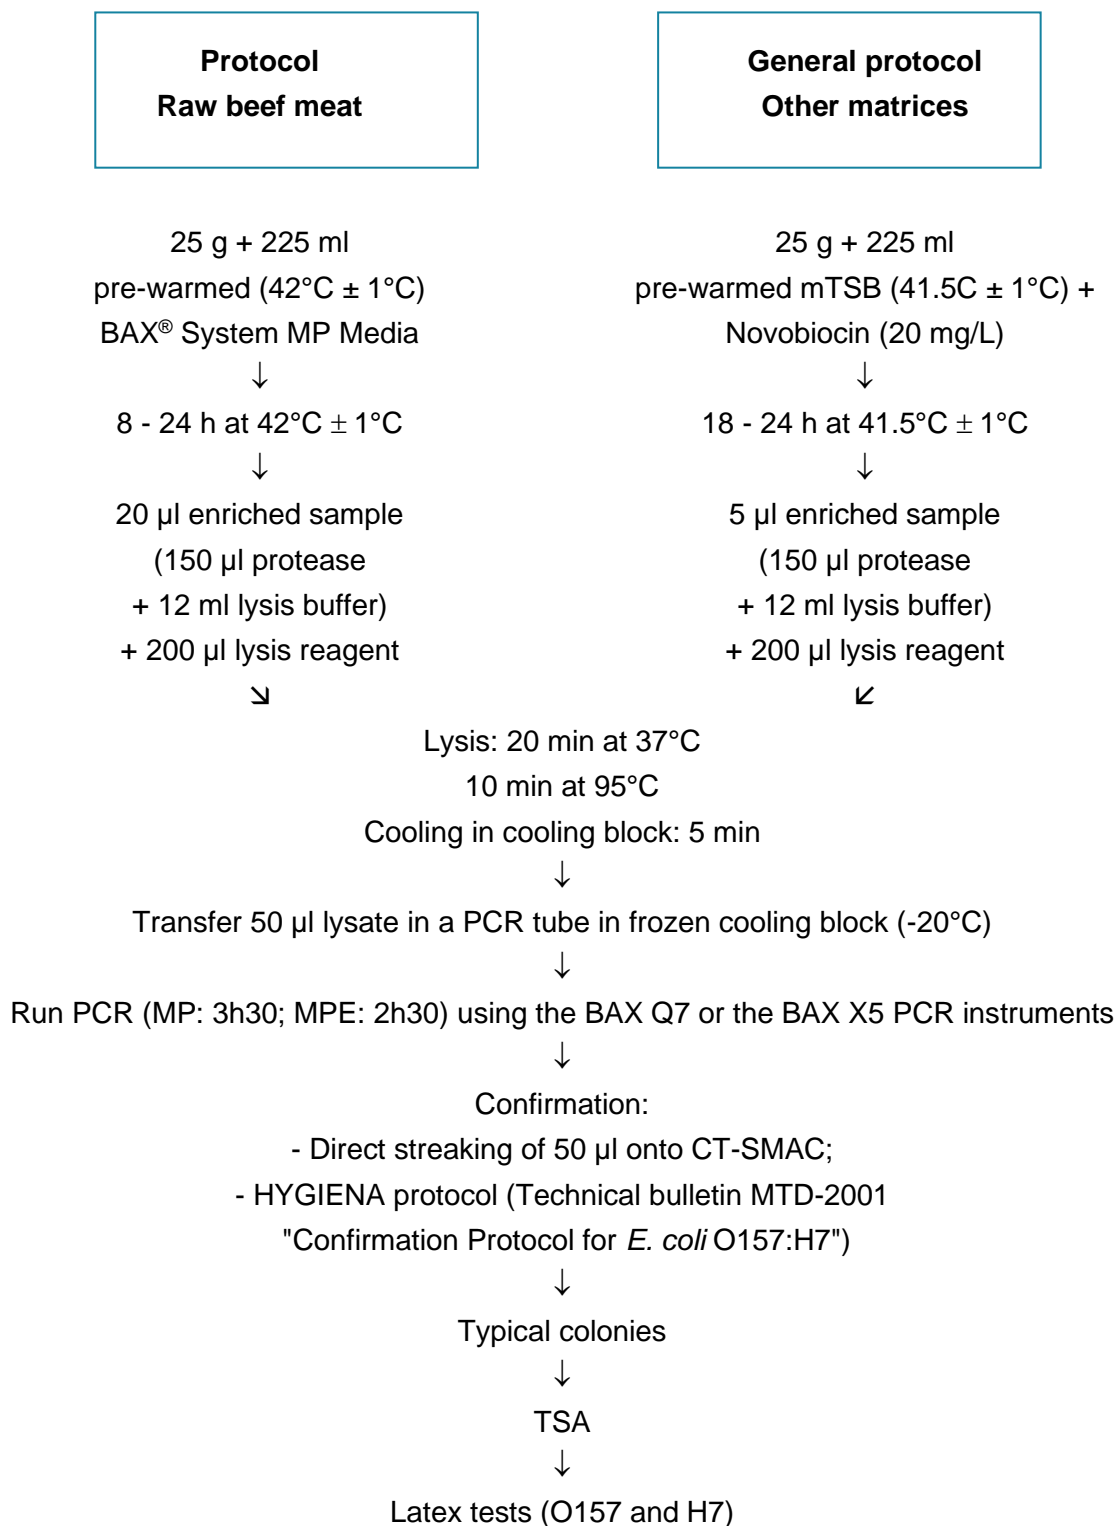 Protocol
Raw beef meat
General protocol
Other matrices
25 g + 225 ml
pre-warmed (42°C ± 1°C)
BAX® System MP Media
↓
8 - 24 h at 42°C ± 1°C
↓
20 µl enriched sample
(150 µl protease
+ 12 ml lysis buffer)
+ 200 µl lysis reagent
↘
25 g + 225 ml
pre-warmed mTSB (41.5C ± 1°C) +
Novobiocin (20 mg/L)
↓
18 - 24 h at 41.5°C ± 1°C
↓
5 µl enriched sample
(150 µl protease
+ 12 ml lysis buffer)
+ 200 µl lysis reagent
↙
Lysis: 20 min at 37°C
10 min at 95°C
Cooling in cooling block: 5 min
↓
Transfer 50 µl lysate in a PCR tube in frozen cooling block (-20°C)
↓
Run PCR (MP: 3h30; MPE: 2h30) using the BAX Q7 or the BAX X5 PCR instruments
↓
Confirmation:
- Direct streaking of 50 µl onto CT-SMAC;
- HYGIENA protocol (Technical bulletin MTD-2001
"Confirmation Protocol for E. coli O157:H7")
↓
Typical colonies
↓
TSA
↓
Latex tests (O157 and H7)